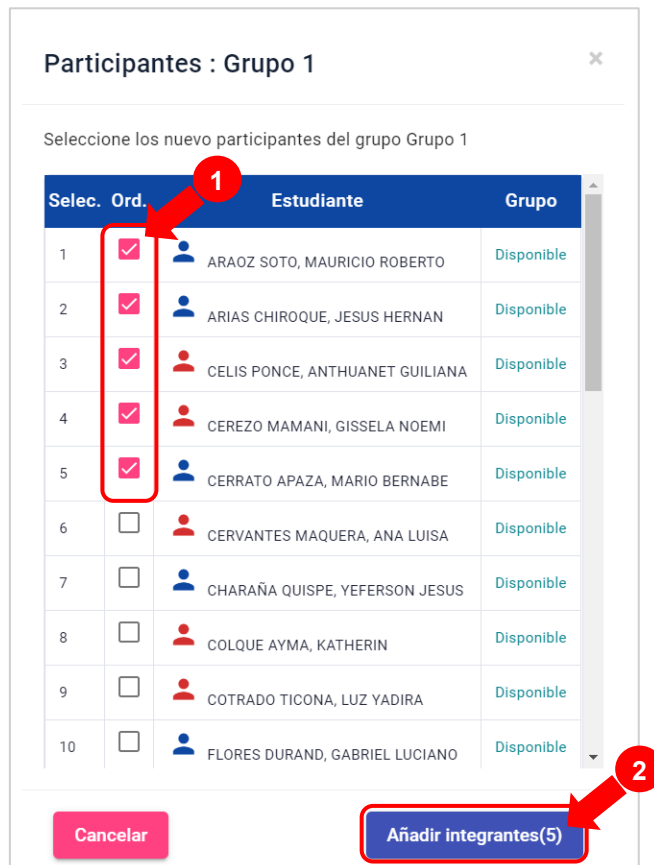 Participantes : Grupo 1 ×
Seleccione los nuevo participantes del grupo Grupo 1
1
Selec. Ord. Estudiante Grupo
1 ARAOZ SOTO, MAURICIO ROBERTO Disponible
2 ARIAS CHIROQUE, JESUS HERNAN Disponible
3 CELIS PONCE, ANTHUANET GUILIANA Disponible
4 CEREZO MAMANI, GISSELA NOEMI Disponible
5 CERRATO APAZA, MARIO BERNABE Disponible
6 CERVANTES MAQUERA, ANA LUISA Disponible
7 CHARAÑA QUISPE, YEFERSON JESUS Disponible
8 COLQUE AYMA, KATHERIN Disponible
9 COTRADO TICONA, LUZ YADIRA Disponible
10 FLORES DURAND, GABRIEL LUCIANO Disponible
2
Cancelar Añadir integrantes(5)